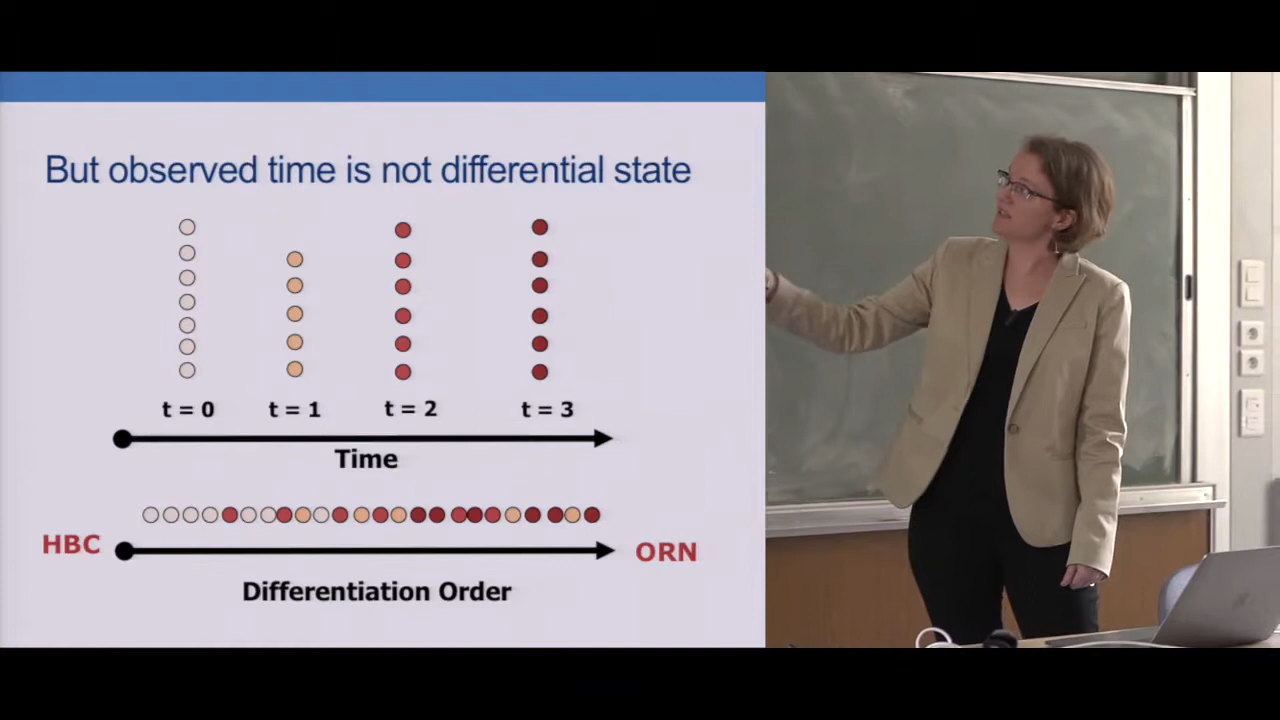 But observed time is not differential state
t = 0 t = 1 t = 2 t = 3
Time
HBC
ORN
Differentiation Order